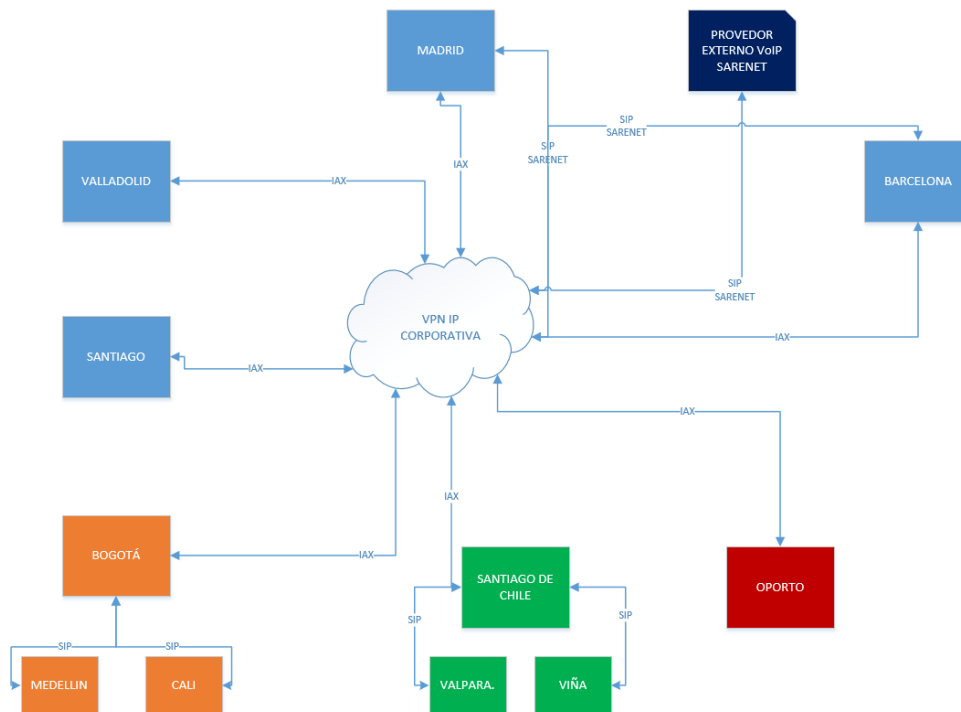 MADRID
PROVEDOR
EXTERNO VoIP
SARENET
SIP
SARENET
SIP
SARENET
IAX
VALLADOLID
IAX
BARCELONA
SIP
SARENET
VPN IP
CORPORATIVA
IAX
SANTIAGO
IAX
IAX
IAX
BOGOTÁ
IAX
SANTIAGO DE
CHILE
OPORTO
SIP
SIP
SIP
SIP
MEDELLIN
CALI
VALPARA.
VIÑA